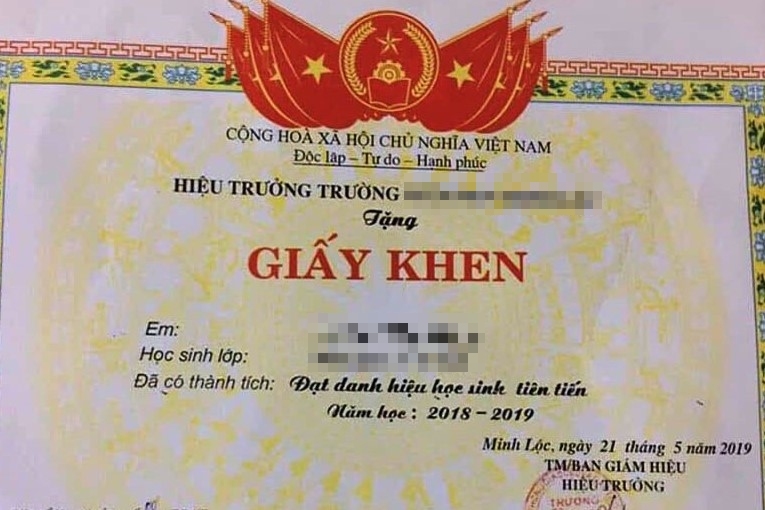 CỘNG HOÀ XÃ HỘI CHỦ NGHĨA VIỆT NAM
Độc lập – Tự do – Hạnh phúc
HIỆU TRƯỞNG TRƯỜNG
Tặng
GIẤY KHEN
Em:
Học sinh lớp:
Đã có thành tích: Đạt danh hiệu học sinh tiên tiến
Năm học : 2018 – 2019
Minh Lộc, ngày 21 tháng 5 năm 2019
TM/BAN GIÁM HIỆU
HIỆU TRƯỞNG
TRƯỜNG